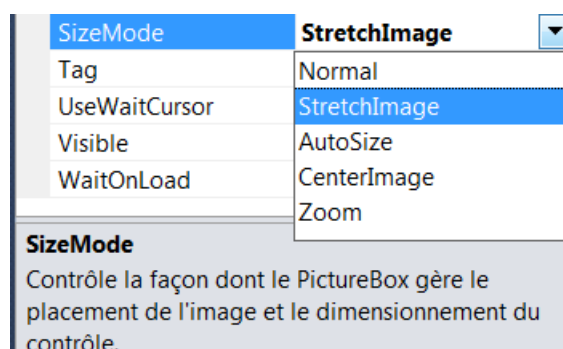 SizeMode StretchImage
Tag Normal
UseWaitCursor StretchImage
Visible AutoSize
WaitOnLoad CenterImage
Zoom
SizeMode
Contrôle la façon dont le PictureBox gère le
placement de l'image et le dimensionnement du
contrôle.